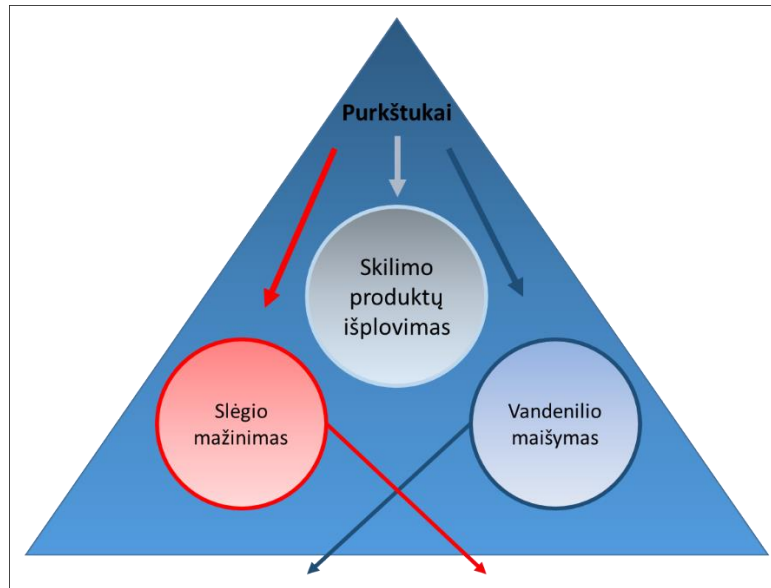 Purkštukai
Skilimo
produktų
išplovimas
Slėgio
mažinimas
Vandenilio
maišymas